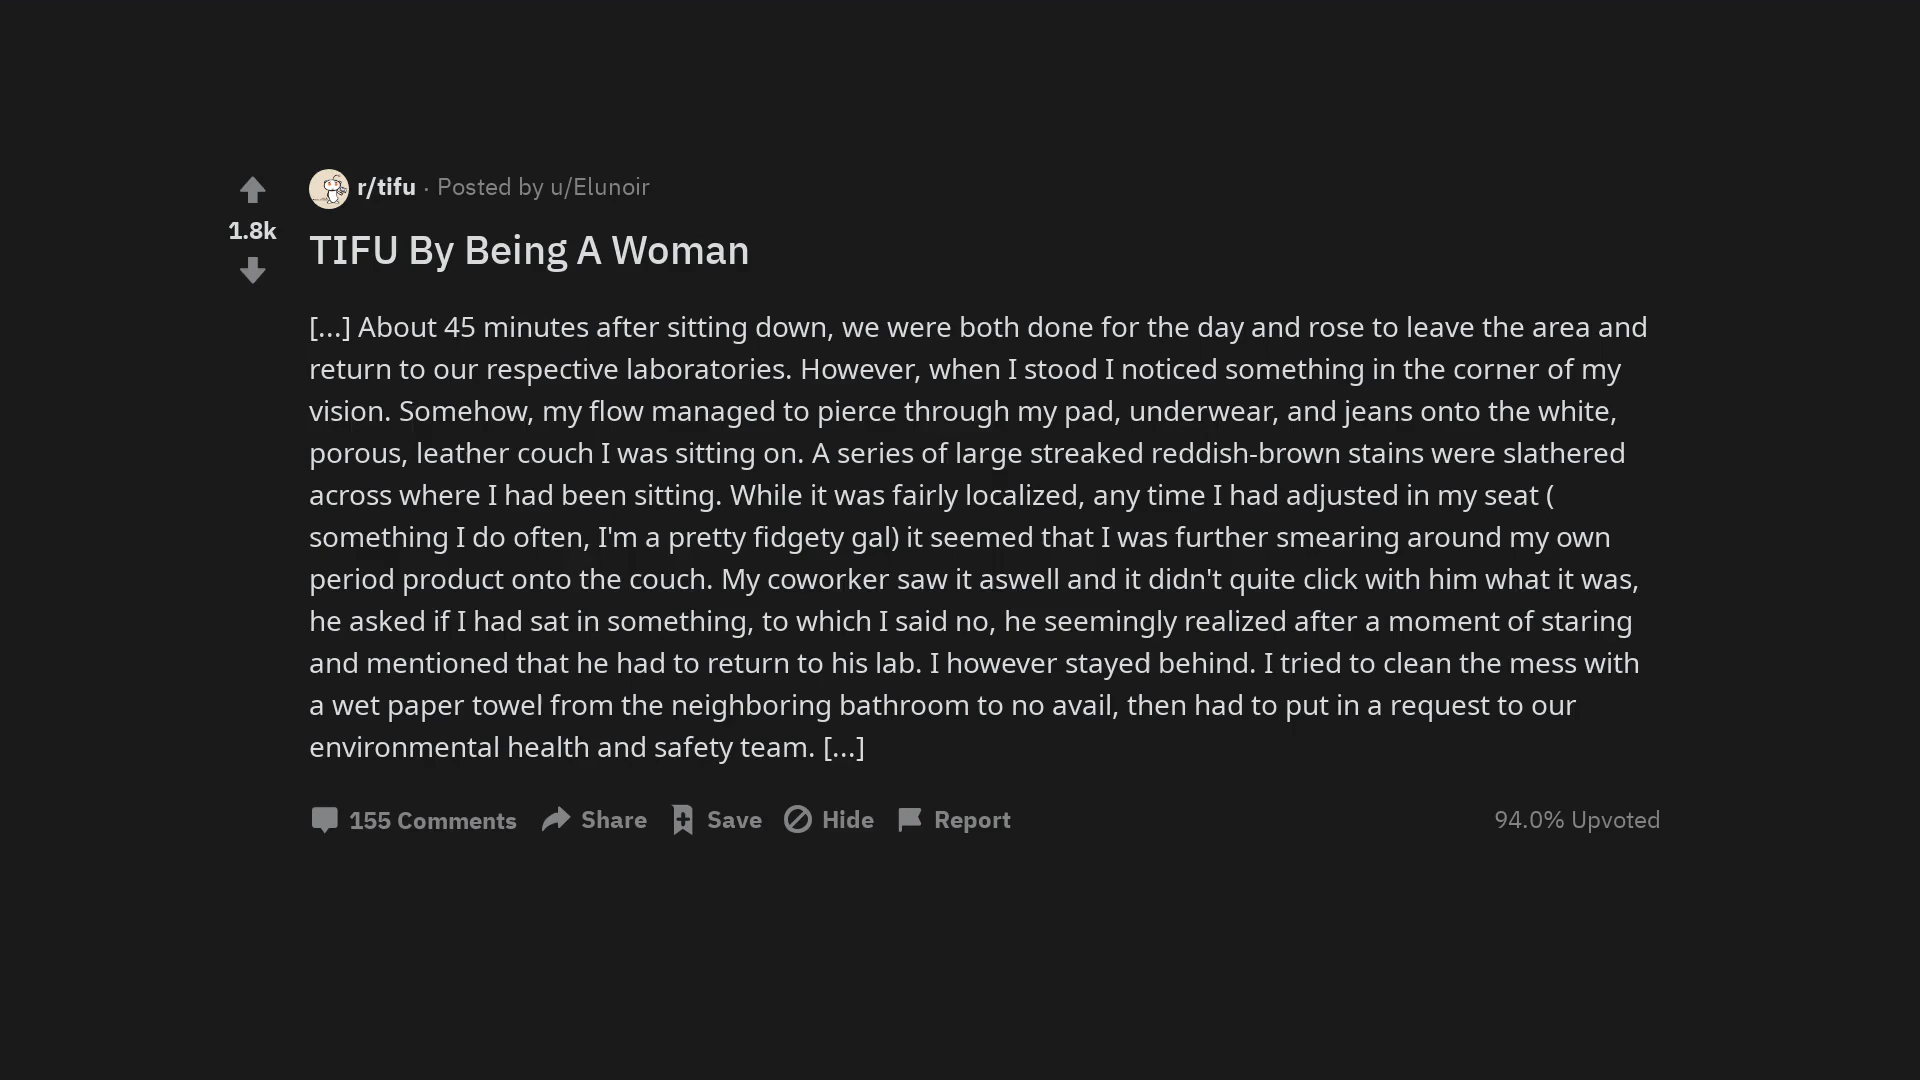 r/tifu · Posted by u/Elunoir
1.8k
TIFU By Being A Woman
[...] About 45 minutes after sitting down, we were both done for the day and rose to leave the area and
return to our respective laboratories. However, when I stood I noticed something in the corner of my
vision. Somehow, my flow managed to pierce through my pad, underwear, and jeans onto the white,
porous, leather couch I was sitting on. A series of large streaked reddish-brown stains were slathered
across where I had been sitting. While it was fairly localized, any time I had adjusted in my seat (
something I do often, I'm a pretty fidgety gal) it seemed that I was further smearing around my own
period product onto the couch. My coworker saw it aswell and it didn't quite click with him what it was,
he asked if I had sat in something, to which I said no, he seemingly realized after a moment of staring
and mentioned that he had to return to his lab. I however stayed behind. I tried to clean the mess with
a wet paper towel from the neighboring bathroom to no avail, then had to put in a request to our
environmental health and safety team. [...]
155 Comments Share Save Hide Report 94.0% Upvoted